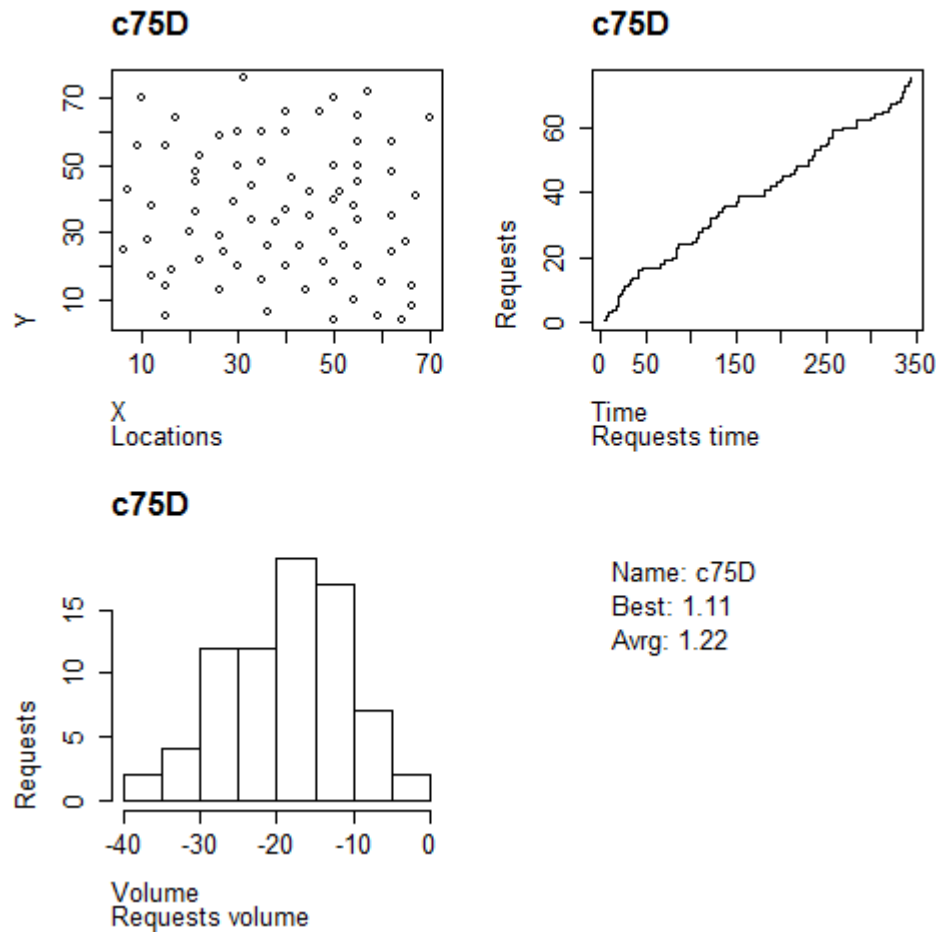 c75D
70
50
30
10
Y
10 30 50 70
X
Locations
c75D
60
40
20
0
Requests
0 50 150 250 350
Time
Requests time
c75D
15
10
5
0
Requests
-40 -30 -20 -10 0
Volume
Requests volume
Name: c75D
Best: 1.11
Avrg: 1.22